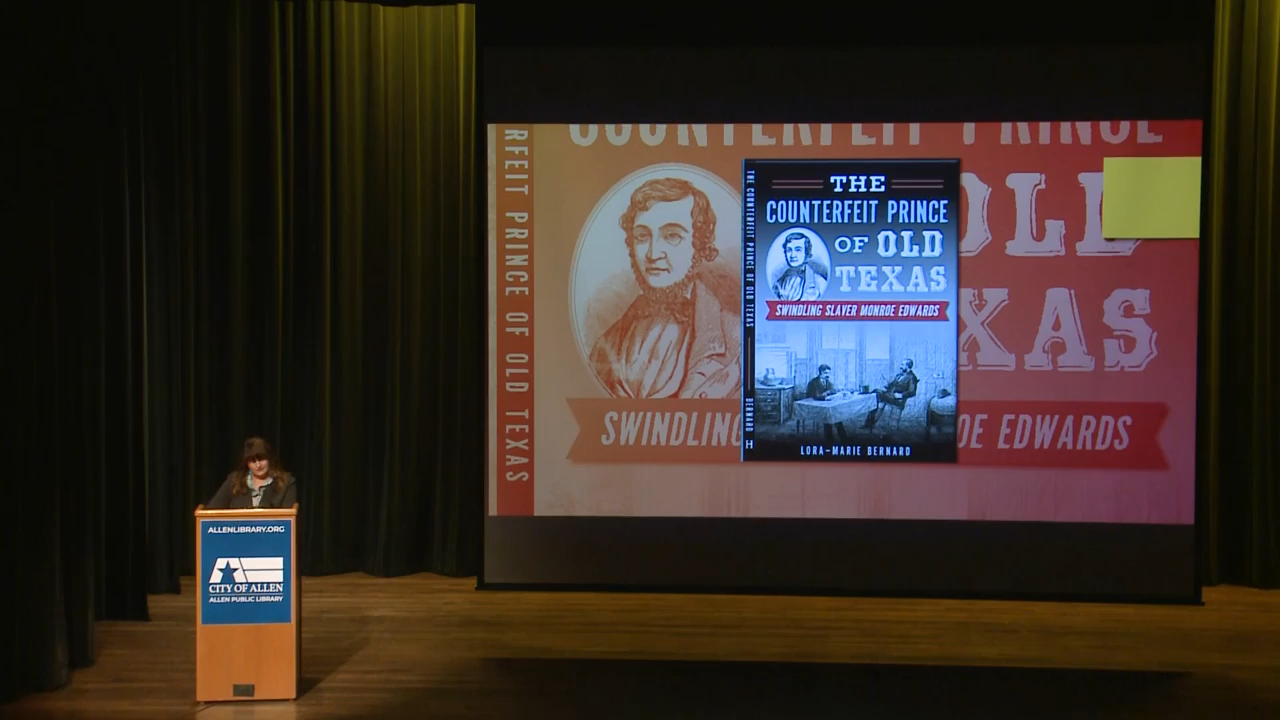 COUNTERFEIT PRINCE
OLD
XAS
SWINDLING
OE EDWARDS
RFEIT PRINCE OF OLD TEXAS
THE COUNTERFEIT PRINCE OF OLD TEXAS
BERNARD
H
THE
COUNTERFEIT PRINCE
OF OLD
TEXAS
SWINDLING SLAVER MONROE EDWARDS
LORA-MARIE BERNARD
ALLENLIBRARY.ORG
CITY OF ALLEN
ALLEN PUBLIC LIBRARY